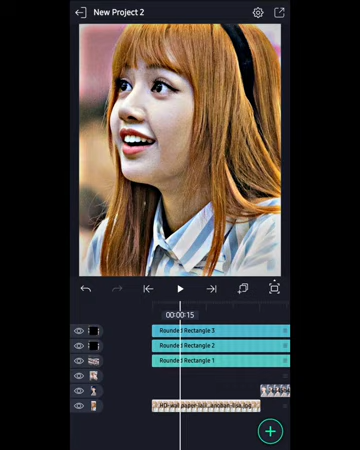 New Project 2
00:00:15
Rounded Rectangle 3
Rounded Rectangle 2
Rounded Rectangle 1